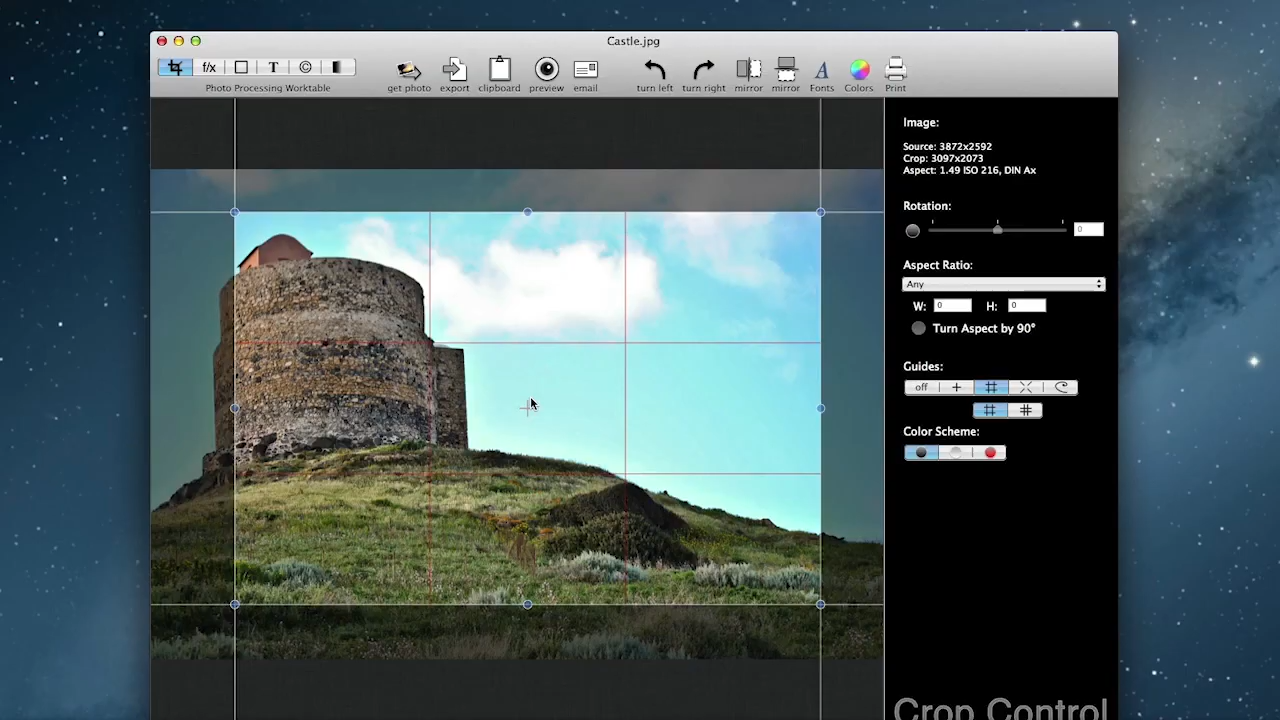 Castle.jpg
f/x T ©
Photo Processing Worktable
get photo export clipboard preview email turn left turn right mirror mirror Fonts Colors Print
Image:
Source: 3872x2592
Crop: 3097x2073
Aspect: 1.49 ISO 216, DIN Ax
Rotation:
0
Aspect Ratio:
Any
W: 0 H: 0
Turn Aspect by 90°
Guides:
off
Color Scheme:
Crop Control